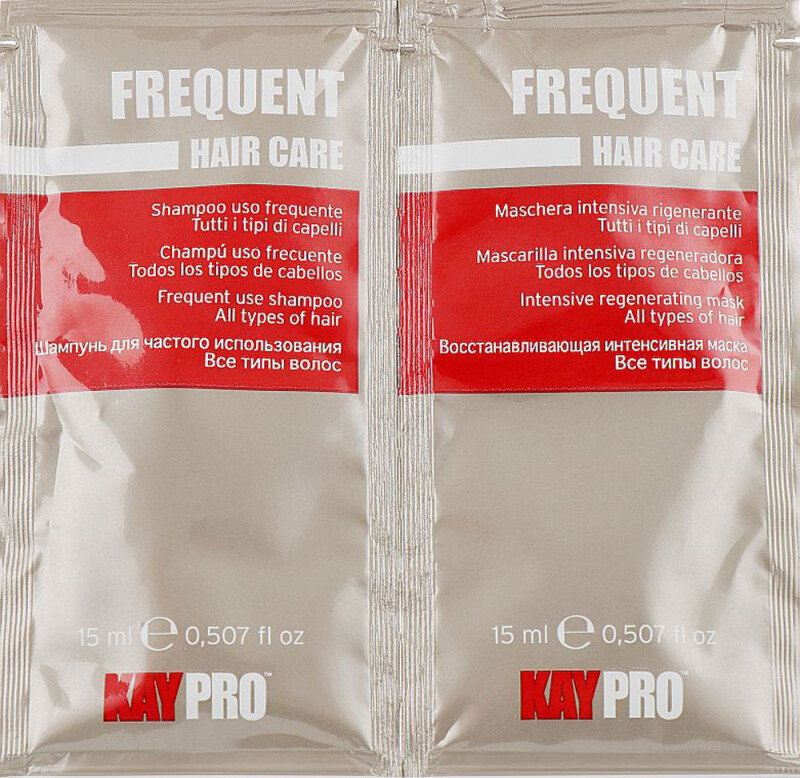 FREQUENT
HAIR CARE
Shampoo uso frequente
Tutti i tipi di capelli
Champú uso frecuente
Todos los tipos de cabellos
Frequent use shampoo
All types of hair
Шампунь для частого использования
Все типы волос
15 ml ℮ 0,507 fl oz
KAYPRO™
FREQUENT
HAIR CARE
Maschera intensiva rigenerante
Tutti i tipi di capelli
Mascarilla intensiva regeneradora
Todos los tipos de cabellos
Intensive regenerating mask
All types of hair
Восстанавливающая интенсивная маска
Все типы волос
15 ml ℮ 0,507 fl oz
KAYPRO™